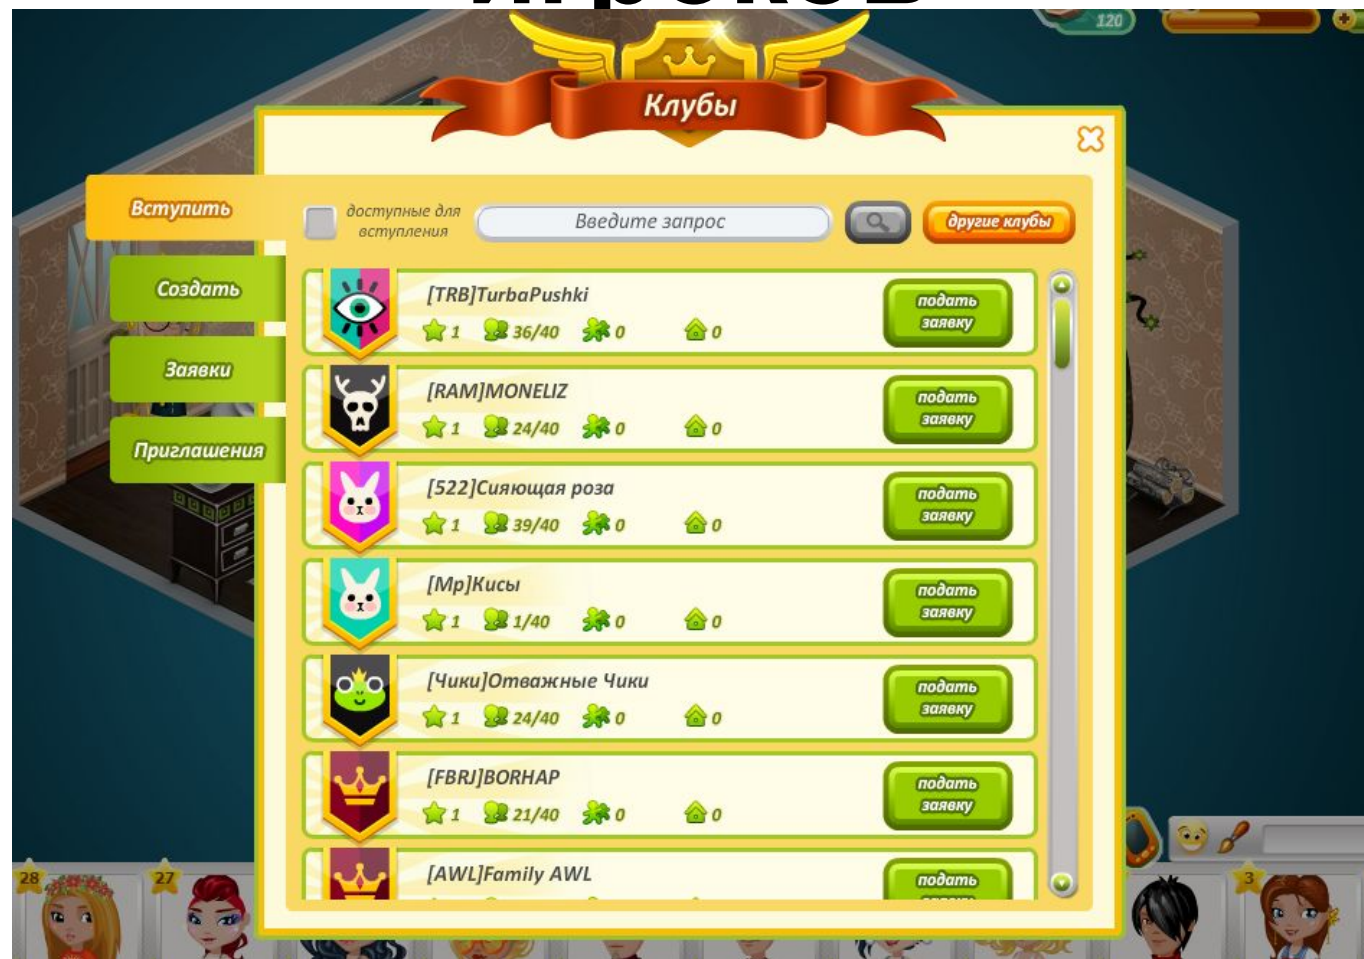 игроков
120
Клубы
Вступить
доступные для
вступления
Введите запрос
другие клубы
Создать
Заявки
Приглашения
[TRB]TurbaPushki
1 36/40 0 0
подать
заявку
[RAM]MONELIZ
1 24/40 0 0
подать
заявку
[522]Сияющая роза
1 39/40 0 0
подать
заявку
[Мр]Кисы
1 1/40 0 0
подать
заявку
[Чики]Отважные Чики
1 24/40 0 0
подать
заявку
[FBRJ]BORHAP
1 21/40 0 0
подать
заявку
[AWL]Family AWL
подать
28
27
3